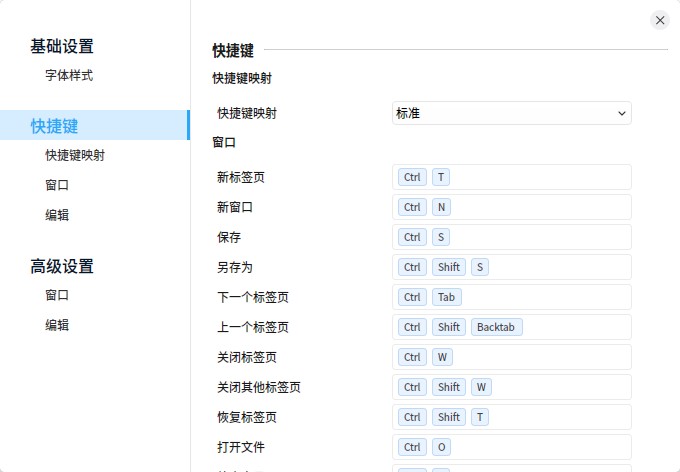 基础设置
字体样式
快捷键
快捷键映射
窗口
编辑
高级设置
窗口
编辑
快捷键
快捷键映射
快捷键映射 标准
窗口
新标签页 Ctrl T
新窗口 Ctrl N
保存 Ctrl S
另存为 Ctrl Shift S
下一个标签页 Ctrl Tab
上一个标签页 Ctrl Shift Backtab
关闭标签页 Ctrl W
关闭其他标签页 Ctrl Shift W
恢复标签页 Ctrl Shift T
打开文件 Ctrl O